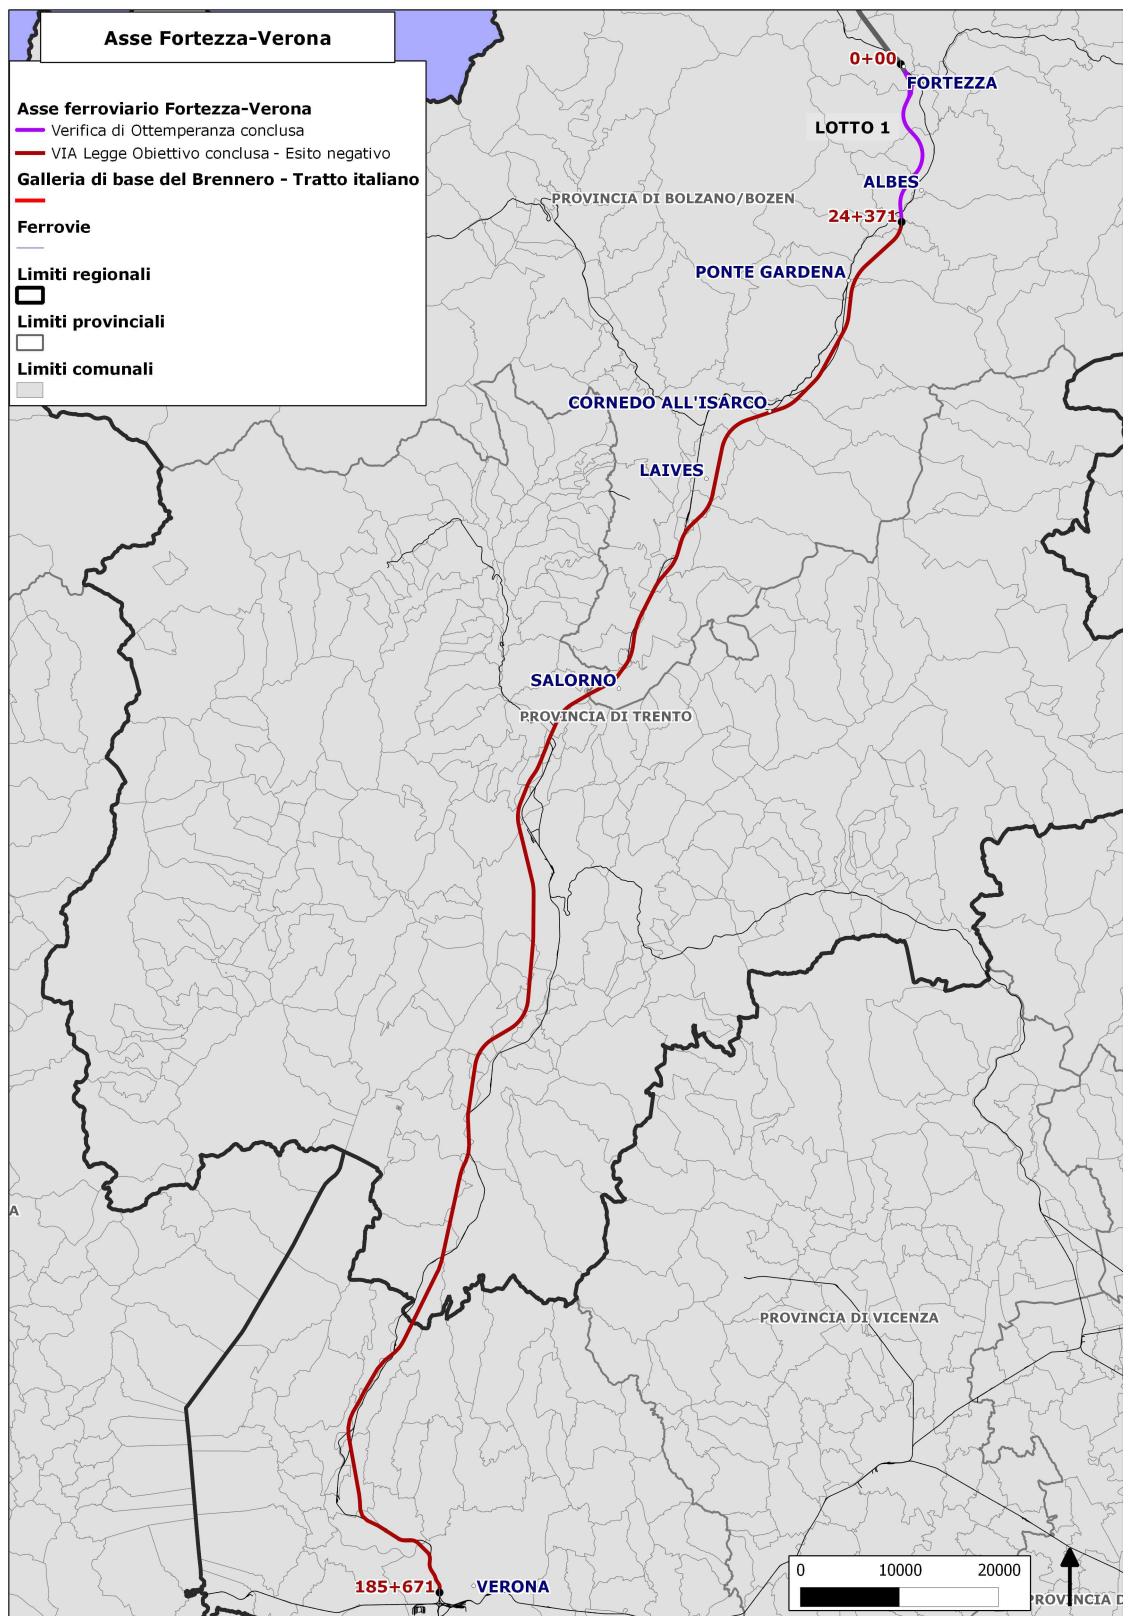 Asse Fortezza-Verona
Asse ferroviario Fortezza-Verona
Verifica di Ottemperanza conclusa
VIA Legge Obiettivo conclusa - Esito negativo
Galleria di base del Brennero - Tratto italiano
Ferrovie
Limiti regionali
Limiti provinciali
Limiti comunali
0+00
FORTEZZA
LOTTO 1
ALBES
PROVINCIA DI BOLZANO/BOZEN
24+371
PONTE GARDENA
CORNEDO ALL'ISARCO
LAIVES
SALORNO
PROVINCIA DI TRENTO
A
PROVINCIA DI VICENZA
0 10000 20000
185+671
VERONA
PROVINCIA D